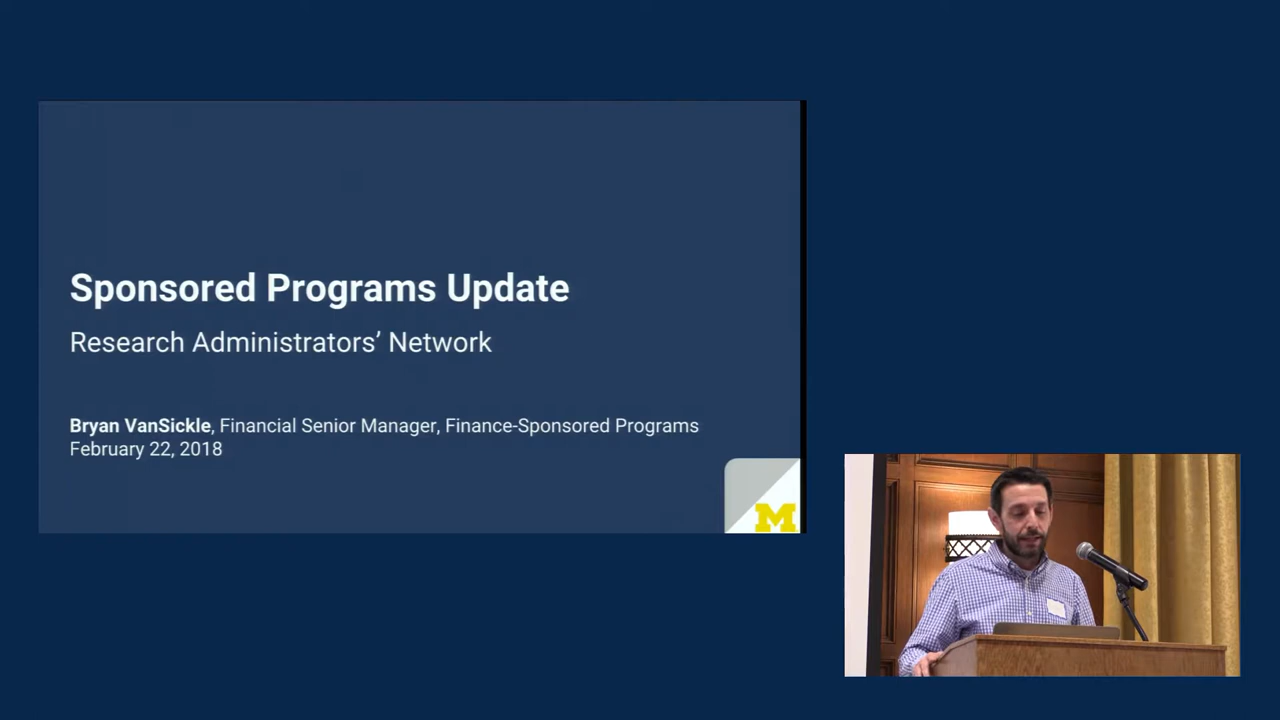 Sponsored Programs Update
Research Administrators’ Network
Bryan VanSickle, Financial Senior Manager, Finance-Sponsored Programs
February 22, 2018
M